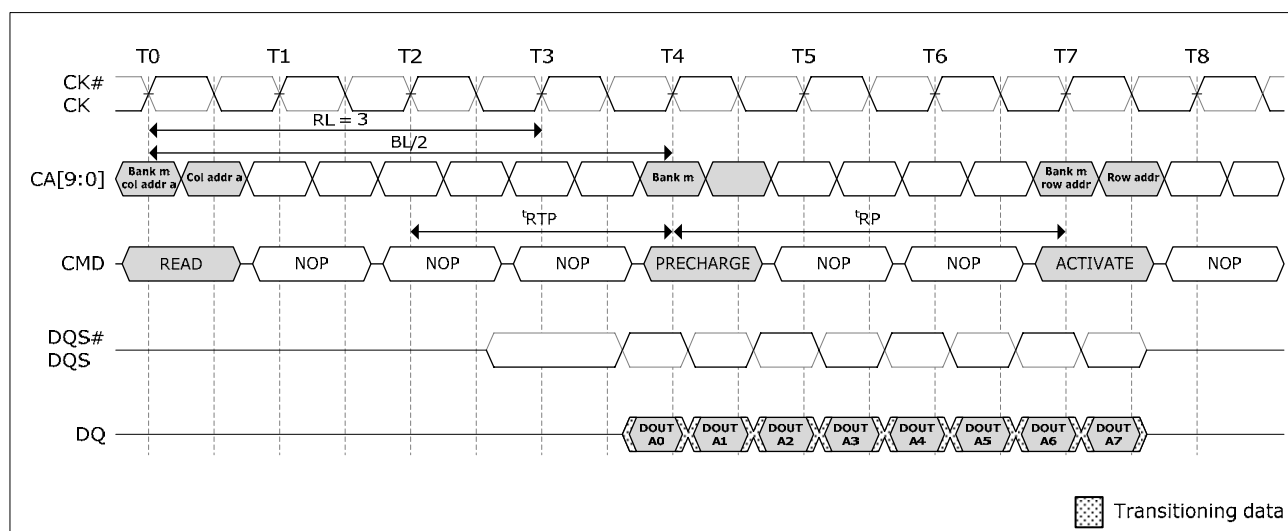 T0 T1 T2 T3 T4 T5 T6 T7 T8
CK#
CK
RL = 3
BL/2
CA[9:0]
Bank m
col addr a
Col addr a
Bank m
Bank m
row addr
Row addr
tRTP
tRP
CMD
READ NOP NOP NOP PRECHARGE NOP NOP ACTIVATE NOP
DQS#
DQS
DQ
DOUT
A0
DOUT
A1
DOUT
A2
DOUT
A3
DOUT
A4
DOUT
A5
DOUT
A6
DOUT
A7
Transitioning data